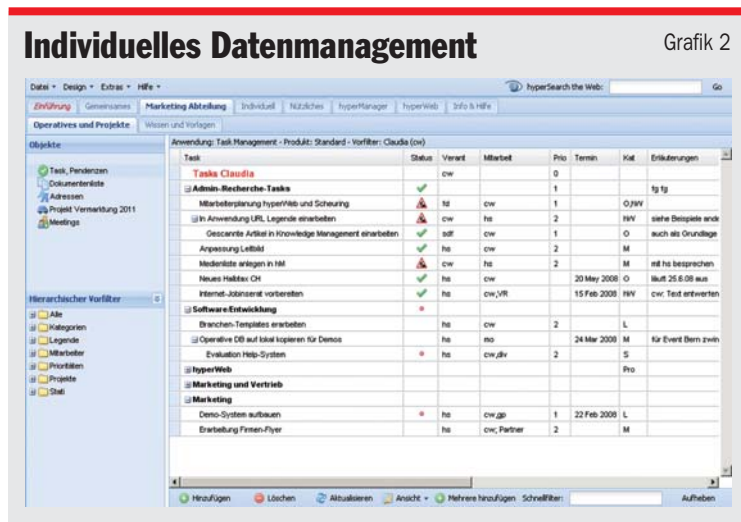 Individuelles Datenmanagement Grafik 2
Datei Design Extras Hilfe hyperSearch the Web: Go
Einführung Gemeinsames Marketing Abteilung Individuell Nützliches hyperManager hyperWeb Info & Hilfe
Operatives und Projekte Wissen und Vorlagen
Objekte
Task, Pendenzen
Dokumentenliste
Adressen
Projekt Vermarktung 2011
Meetings
Hierarchischer Vorfilter
Alle
Kategorien
Legende
Mitarbeiter
Prioritäten
Projekte
Stati
Anwendung: Task Management - Produkt: Standard - Vorfilter: Claudia (cw)
Task Status Verant Mitarbeit Prio Termin Kat Erläuterungen
Tasks Claudia cw 0
Admin-Recherche-Tasks 1 fg fg
Mitarbeiterplanung hyperWeb und Scheuring fd cw 1 O,HW
In Anwendung URL Legende einarbeiten cw hs 2 HW siehe Beispiele ande
Gescannte Artikel in Knowledge Management einarbeiten sdf cw 1 O auch als Grundlage
Anpassung Leitbild hs cw 2 M
Medienliste anlegen in hM cw hs 2 M mit hs besprechen
Neues Halbtax CH hs cw 20 May 2008 O läuft 25.6.08 aus
Internet-Jobinserat vorbereiten hs cw,VR 15 Feb 2008 HW cw: Text entwerfen
Software:Entwicklung
Branchen-Templates erarbeiten hs cw 2 L
Operative DB auf lokal kopieren für Demos hs mo 24 Mar 2008 M für Event Bern zwin
Evaluation Help-System hs cw,div 2 S
hyperWeb Pro
Marketing und Vertrieb
Marketing
Demo-System aufbauen hs cw,gp 1 22 Feb 2008 L
Erarbeitung Firmen-Flyer hs cw; Partner 2 M
Hinzufügen Löschen Aktualisieren Ansicht Mehrere hinzufügen Schnellfilter: Aufheben